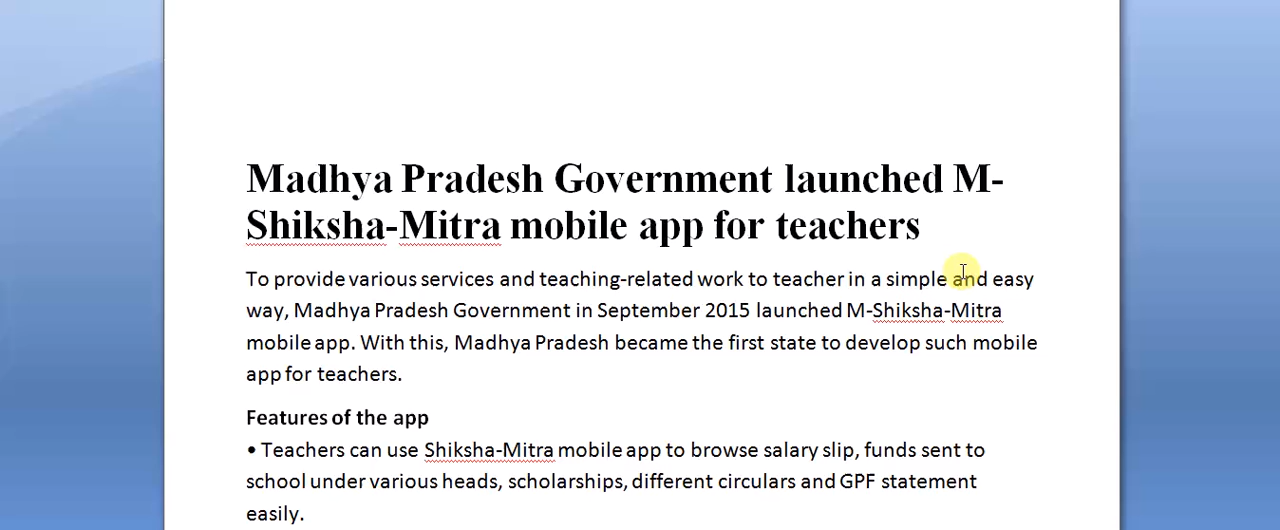 Madhya Pradesh Government launched M-
Shiksha-Mitra mobile app for teachers
To provide various services and teaching-related work to teacher in a simple and easy
way, Madhya Pradesh Government in September 2015 launched M-Shiksha-Mitra
mobile app. With this, Madhya Pradesh became the first state to develop such mobile
app for teachers.
Features of the app
• Teachers can use Shiksha-Mitra mobile app to browse salary slip, funds sent to
school under various heads, scholarships, different circulars and GPF statement
easily.